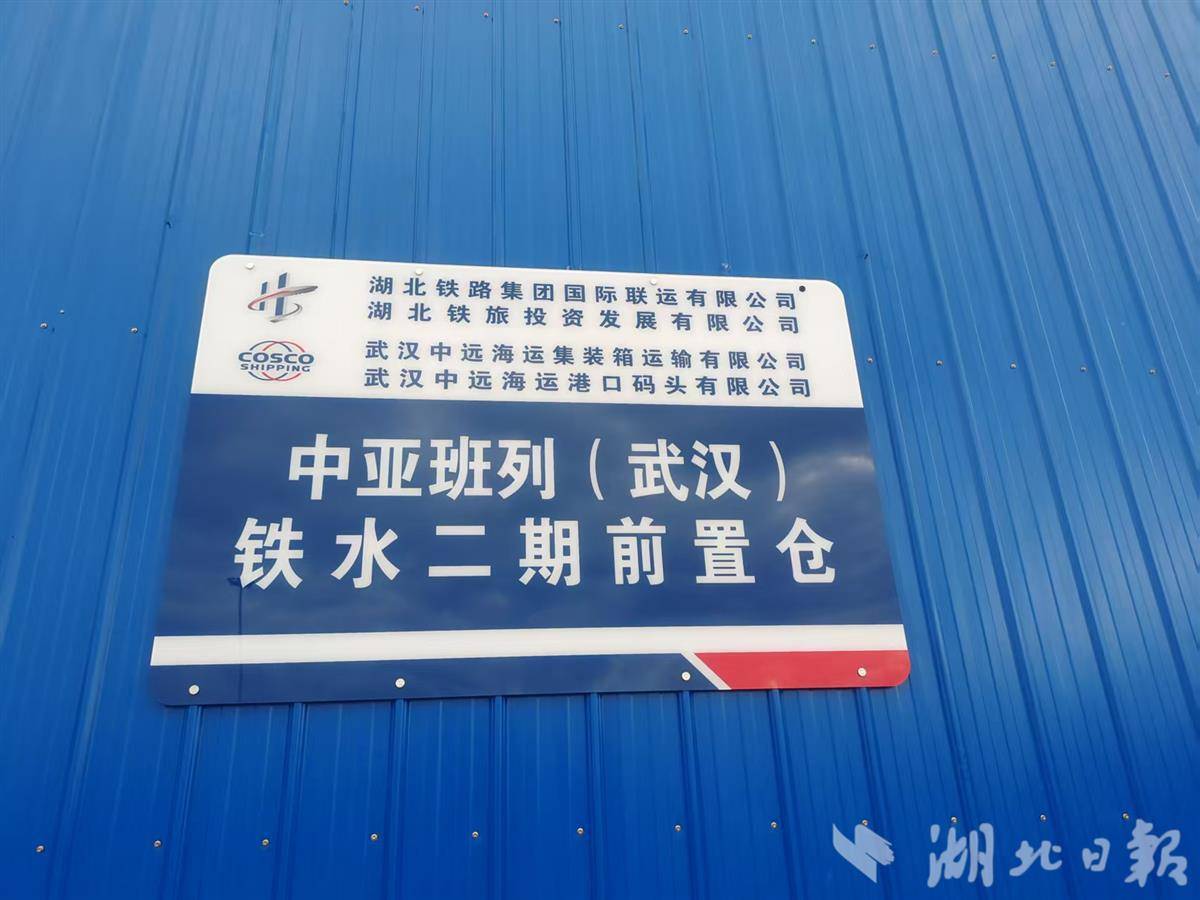 湖北铁路集团国际联运有限公司
湖北铁旅投资发展有限公司
COSCO
SHIPPING
武汉中远海运集装箱运输有限公司
武汉中远海运港口码头有限公司
中亚班列（武汉）
铁水二期前置仓
湖北日報